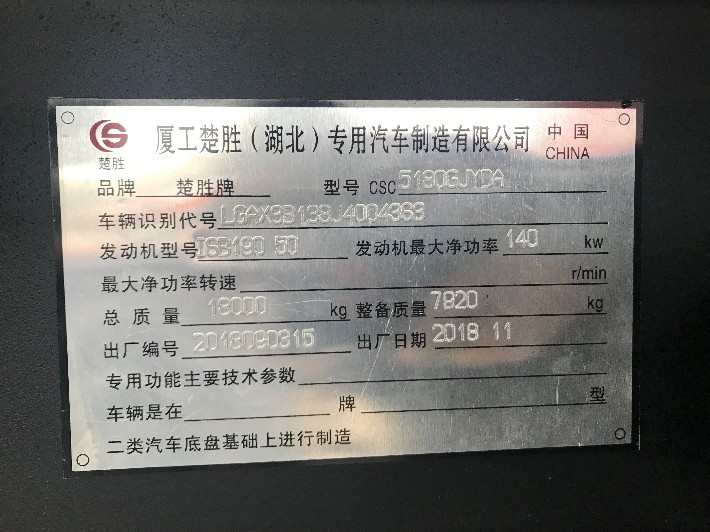 厦工楚胜(湖北)专用汽车制造有限公司 中国
楚胜 CHINA
品牌 楚胜牌 型号 CSC 5180GJYDA
车辆识别代号 LGAX3B138J4004363
发动机型号 ISB190 50 发动机最大净功率 140 kw
最大净功率转速 r/min
总质量 18000 kg 整备质量 7820 kg
出厂编号 2018090315 出厂日期 2018 11
专用功能主要技术参数
车辆是在 牌 型
二类汽车底盘基础上进行制造